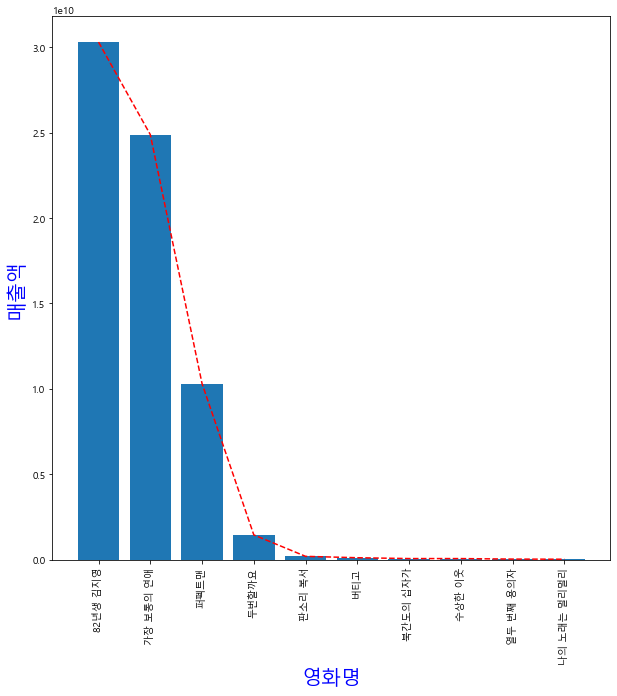 1e10
3.0
2.5
2.0
1.5
1.0
0.5
0.0
매출액
82년생 김지영
가장 보통의 연애
퍼펙트맨
두번할까요
판소리 복서
버티고
북간도의 십자가
수상한 이웃
열두 번째 용의자
나의 노래는 멀리멀리
영화명